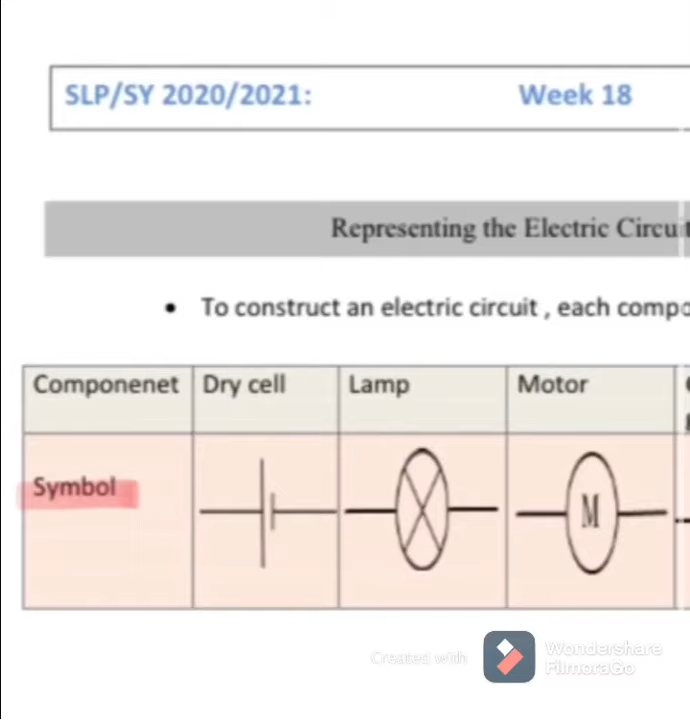 SLP/SY 2020/2021: Week 18
Representing the Electric Circuit
• To construct an electric circuit , each compo
Componenet Dry cell Lamp Motor
Symbol
M
Created with Wondershare FilmoraGo